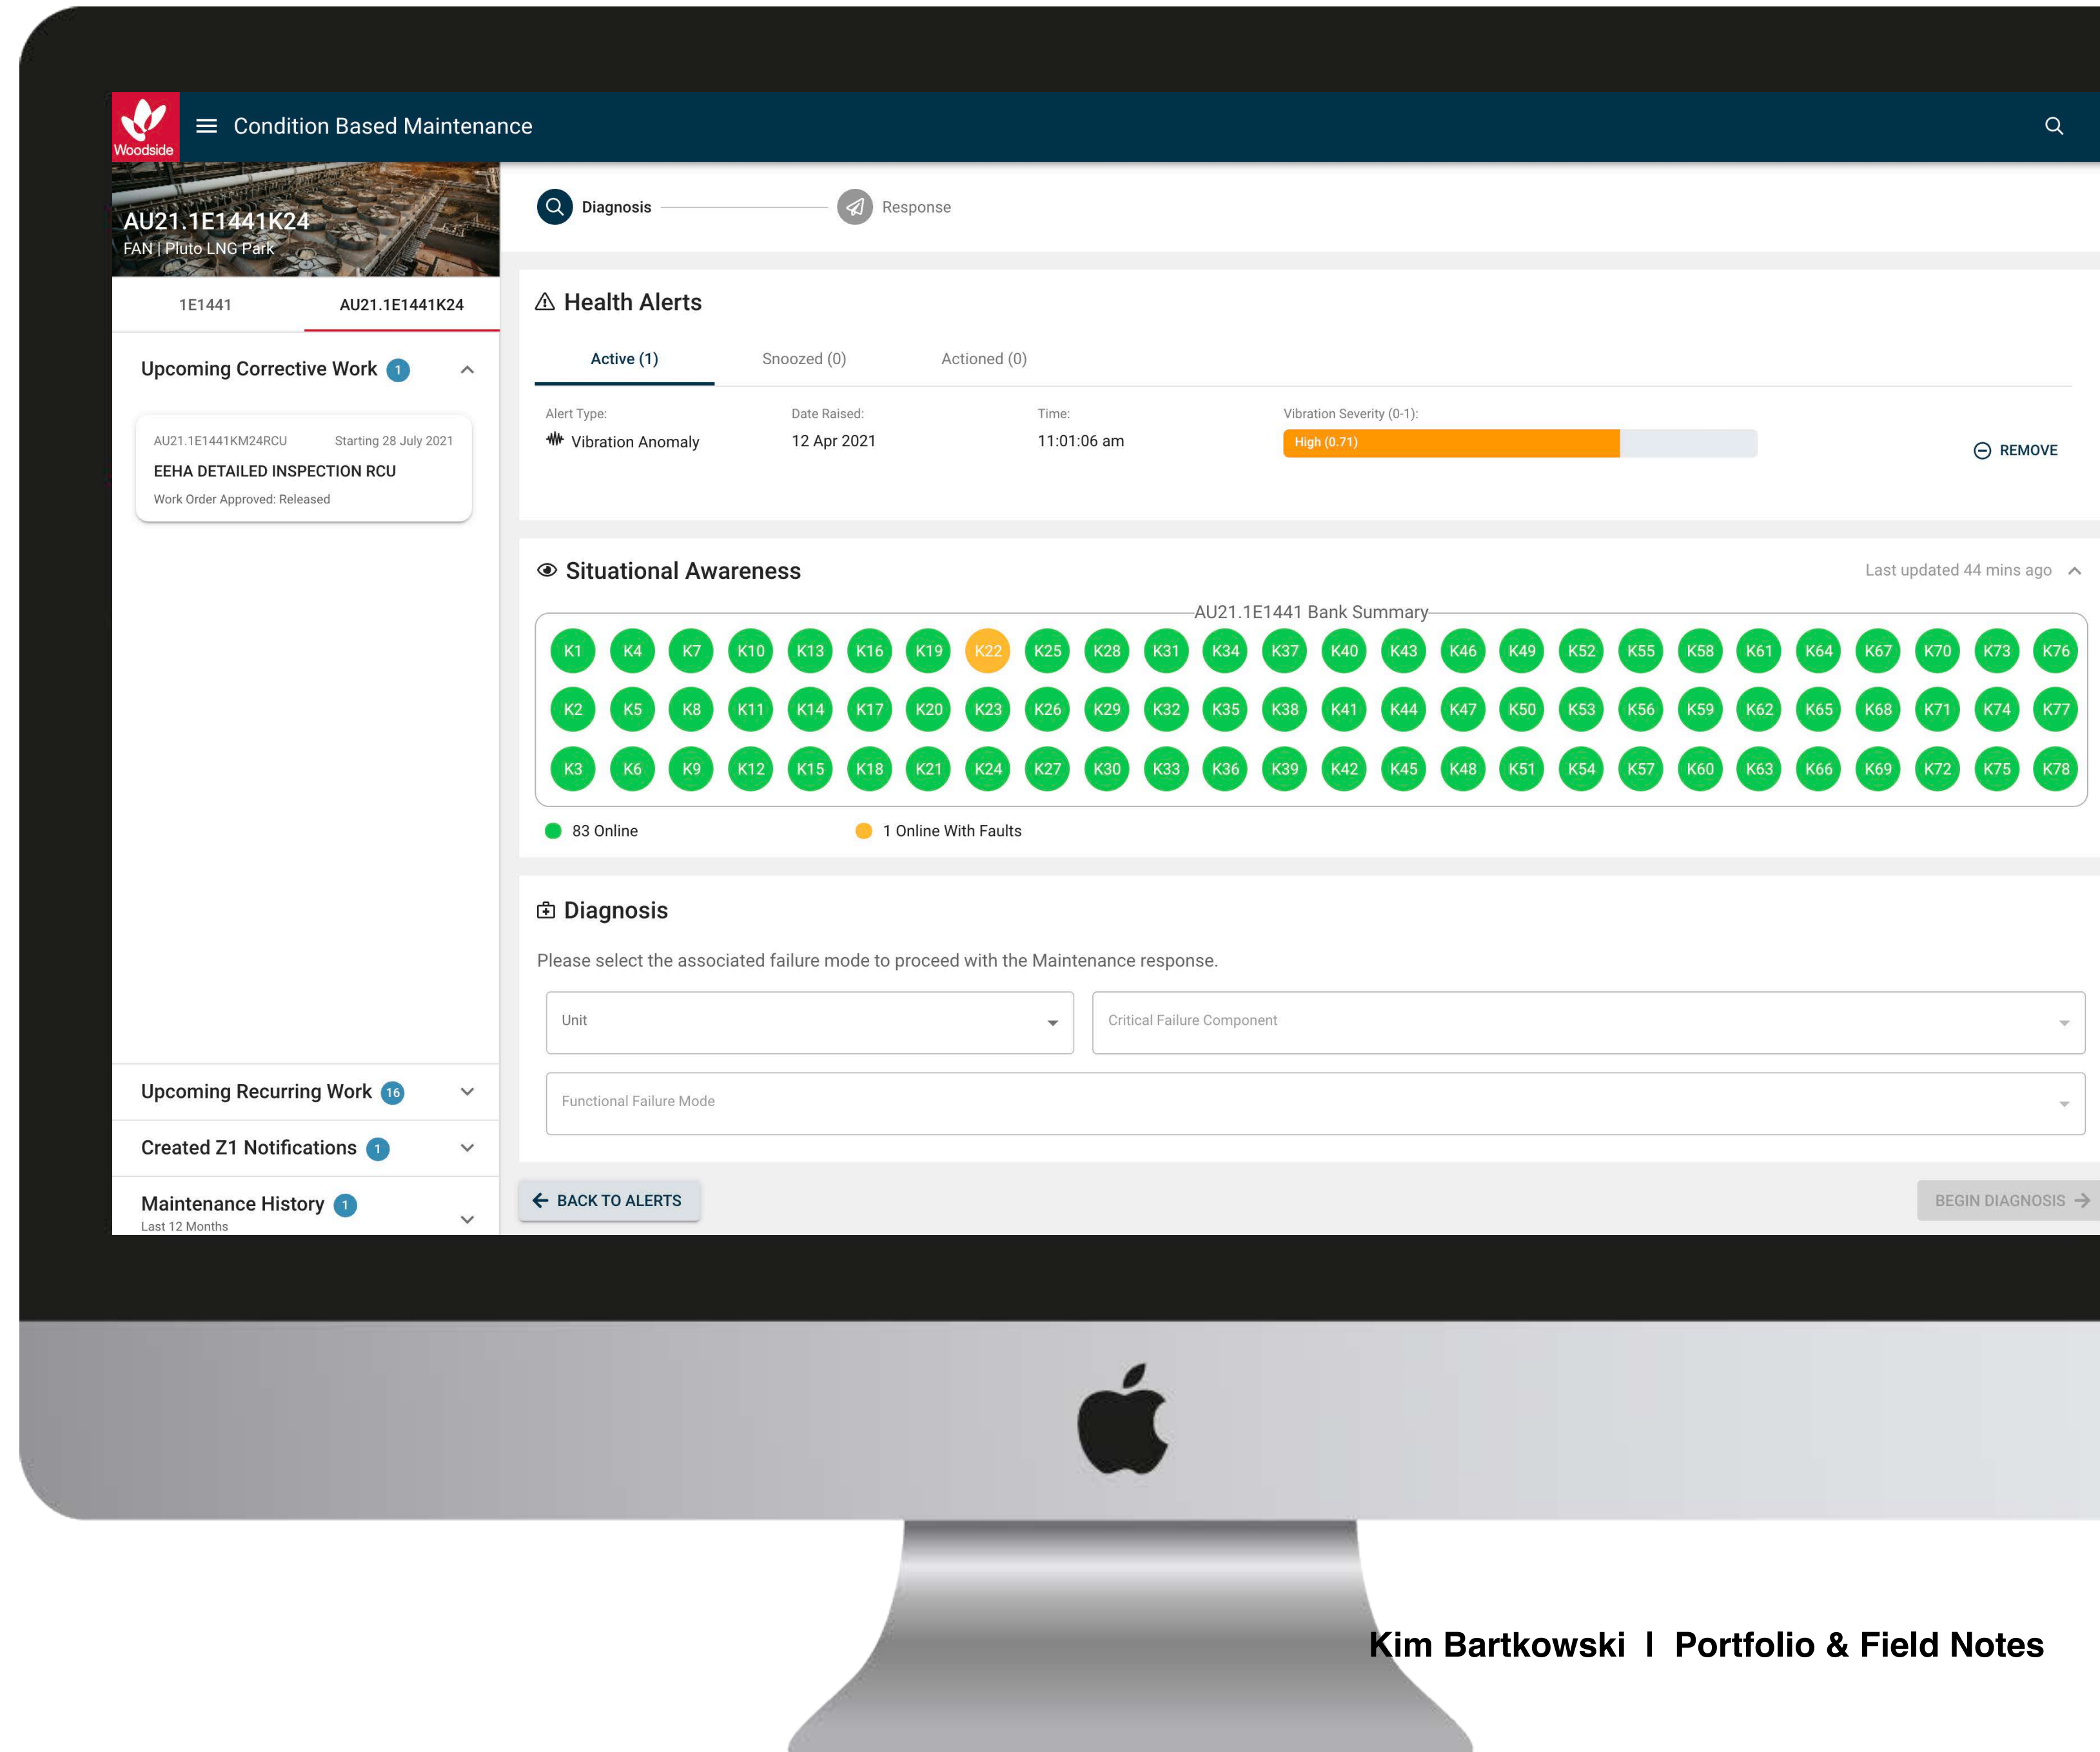 Woodside
Condition Based Maintenance
AU21.1E1441K24
FAN | Pluto LNG Park
1E1441 AU21.1E1441K24
Upcoming Corrective Work 1
AU21.1E1441KM24RCU Starting 28 July 2021
EEHA DETAILED INSPECTION RCU
Work Order Approved: Released
Upcoming Recurring Work 16
Created Z1 Notifications 1
Maintenance History 1
Last 12 Months
Diagnosis Response
Health Alerts
Active (1) Snoozed (0) Actioned (0)
Alert Type: Date Raised: Time: Vibration Severity (0-1):
Vibration Anomaly 12 Apr 2021 11:01:06 am High (0.71) REMOVE
Situational Awareness Last updated 44 mins ago
AU21.1E1441 Bank Summary
K1 K4 K7 K10 K13 K16 K19 K22 K25 K28 K31 K34 K37 K40 K43 K46 K49 K52 K55 K58 K61 K64 K67 K70 K73 K76
K2 K5 K8 K11 K14 K17 K20 K23 K26 K29 K32 K35 K38 K41 K44 K47 K50 K53 K56 K59 K62 K65 K68 K71 K74 K77
K3 K6 K9 K12 K15 K18 K21 K24 K27 K30 K33 K36 K39 K42 K45 K48 K51 K54 K57 K60 K63 K66 K69 K72 K75 K78
83 Online 1 Online With Faults
Diagnosis
Please select the associated failure mode to proceed with the Maintenance response.
Unit Critical Failure Component
Functional Failure Mode
BACK TO ALERTS BEGIN DIAGNOSIS
Kim Bartkowski | Portfolio & Field Notes